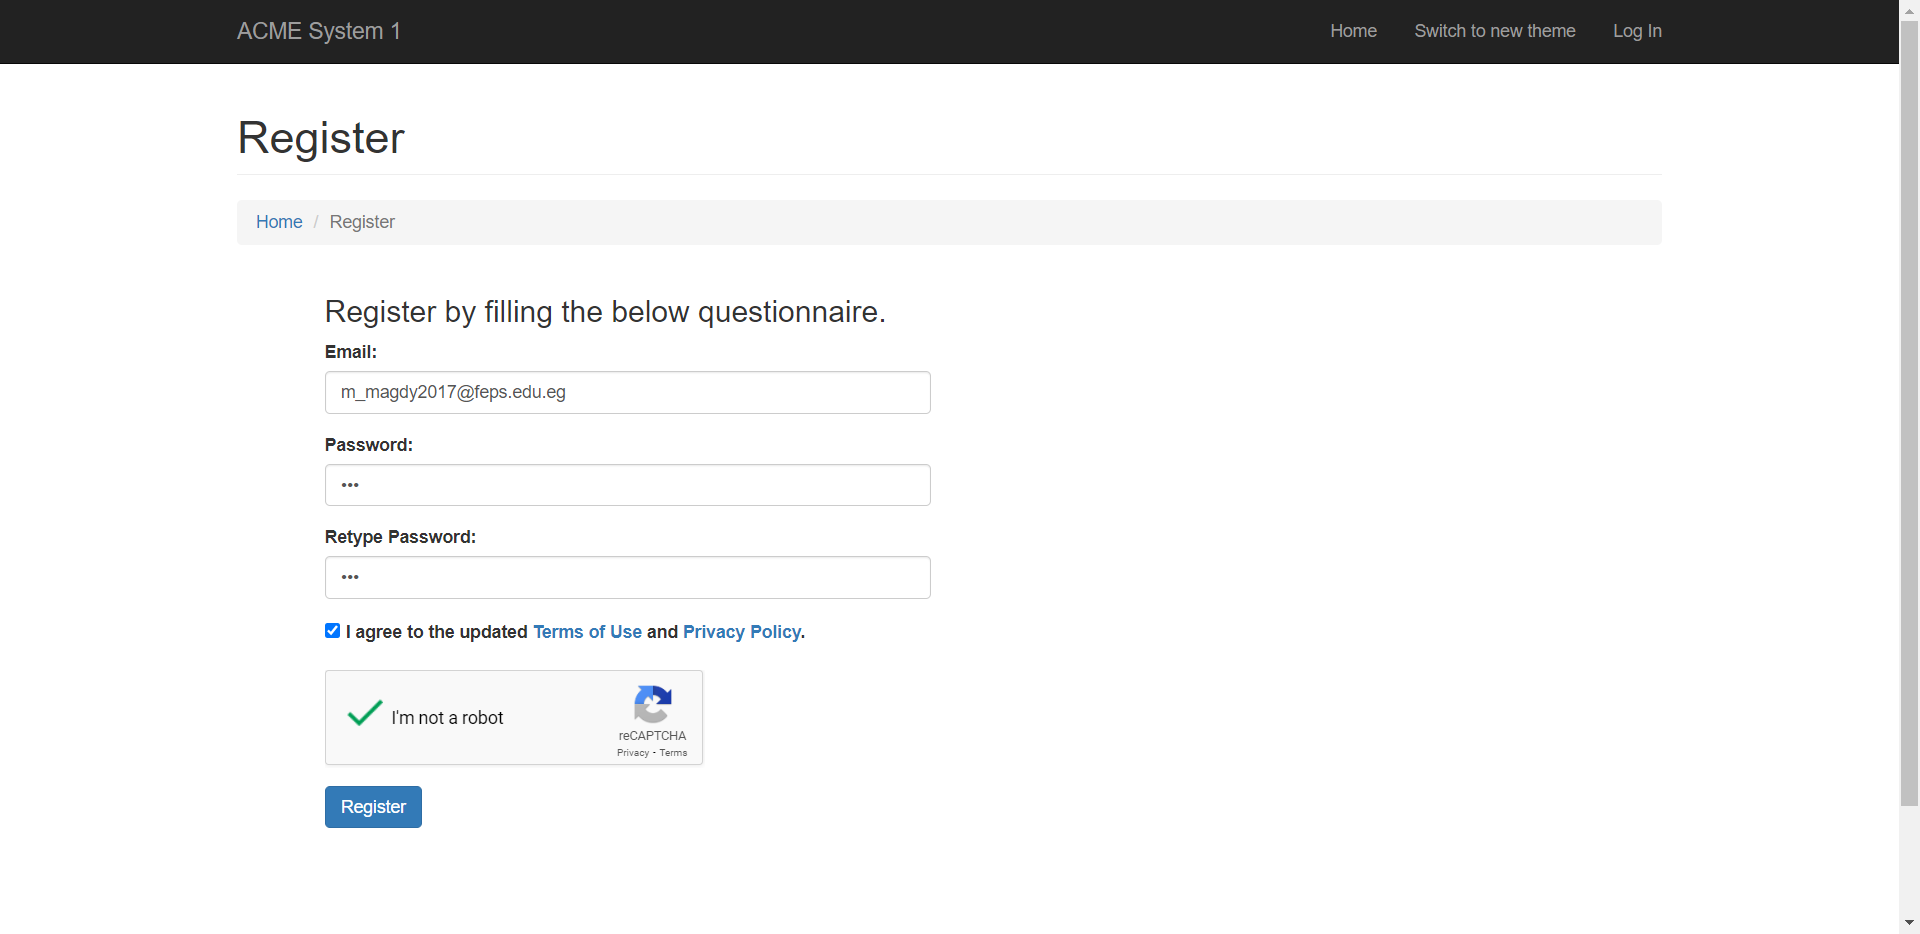 ACME System 1 Home Switch to new theme Log In
Register
Home / Register
Register by filling the below questionnaire.
Email:
m_magdy2017@feps.edu.eg
Password:
•••
Retype Password:
•••
I agree to the updated Terms of Use and Privacy Policy.
I'm not a robot
reCAPTCHA
Privacy - Terms
Register